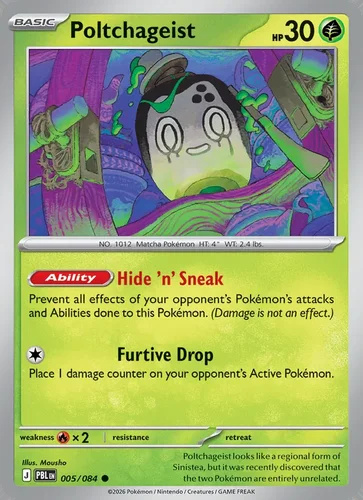 BASIC
Poltchageist HP 30
NO. 1012 Matcha Pokémon HT: 4" WT: 2.4 lbs.
Ability Hide 'n' Sneak
Prevent all effects of your opponent's Pokémon's attacks
and Abilities done to this Pokémon. (Damage is not an effect.)
Furtive Drop
Place 1 damage counter on your opponent's Active Pokémon.
weakness ×2 resistance retreat
Illus. Mousho
J PBL EN 005/084
Poltchageist looks like a regional form of
Sinistea, but it was recently discovered that
the two Pokémon are entirely unrelated.
©2026 Pokémon / Nintendo / Creatures / GAME FREAK